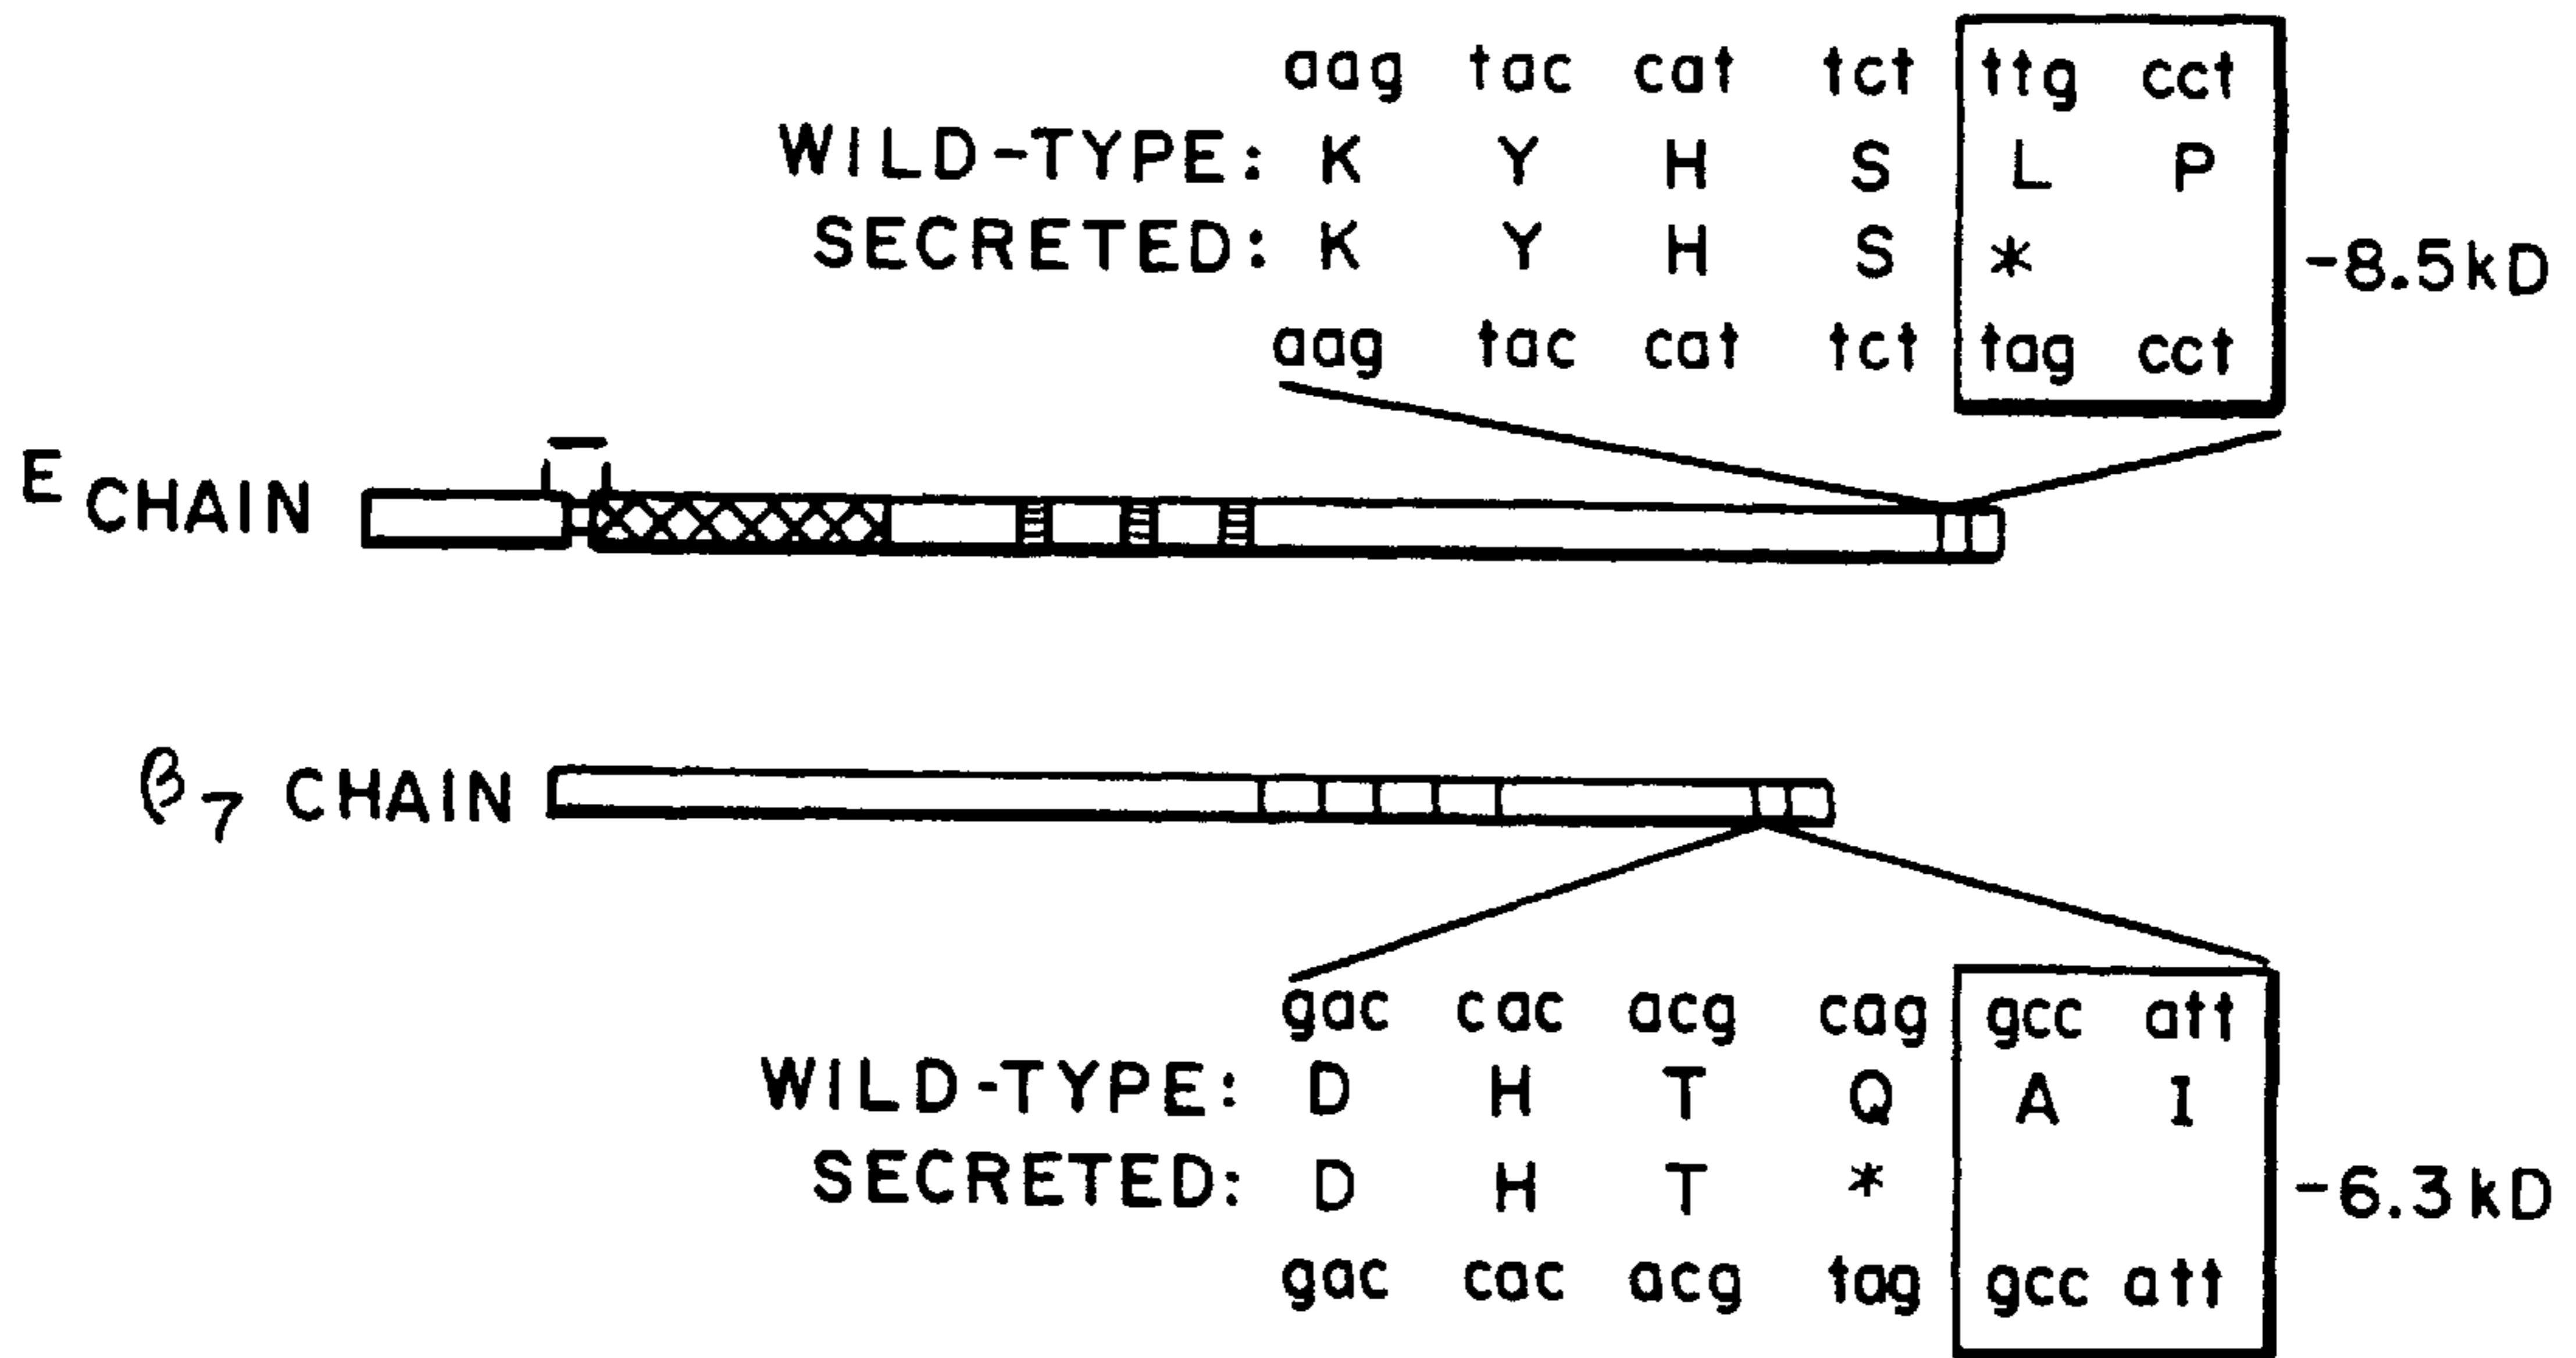 aag tac cat tct ttg cct
WILD-TYPE: K Y H S L P
SECRETED: K Y H S *
-8.5kD
aag tac cat tct tag cct
E CHAIN
β7 CHAIN
gac cac acg cag gcc att
WILD-TYPE: D H T Q A I
SECRETED: D H T *
-6.3kD
gac cac acg tag gcc att